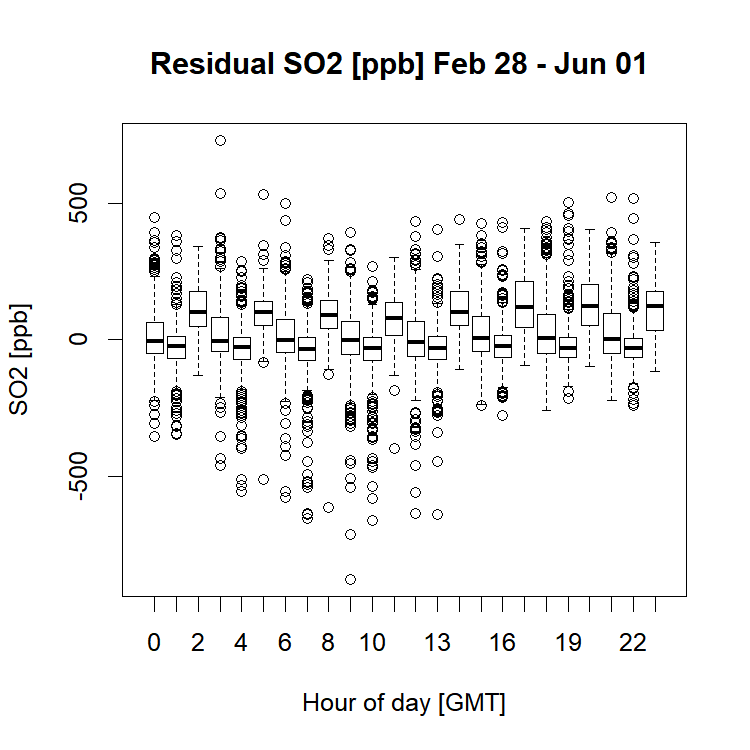 Residual SO2 [ppb] Feb 28 - Jun 01
SO2 [ppb]
500
0
-500
0 2 4 6 8 10 13 16 19 22
Hour of day [GMT]